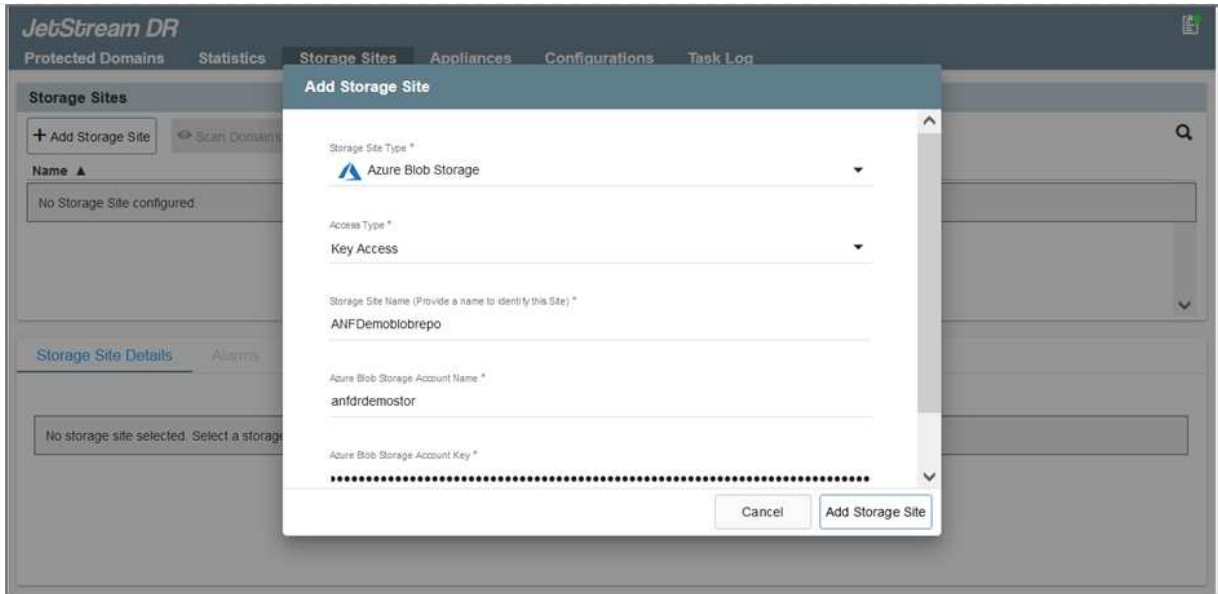 JetStream DR
Protected Domains Statistics Storage Sites Appliances Configurations Task Log
Storage Sites
+ Add Storage Site Scan Domains
Name ▲
No Storage Site configured.
Storage Site Details Alarms
No storage site selected. Select a storage
Add Storage Site
Storage Site Type *
Azure Blob Storage
Access Type *
Key Access
Storage Site Name (Provide a name to identify this Site) *
ANFDemoblobrepo
Azure Blob Storage Account Name *
anfdrdemostor
Azure Blob Storage Account Key *
Cancel Add Storage Site